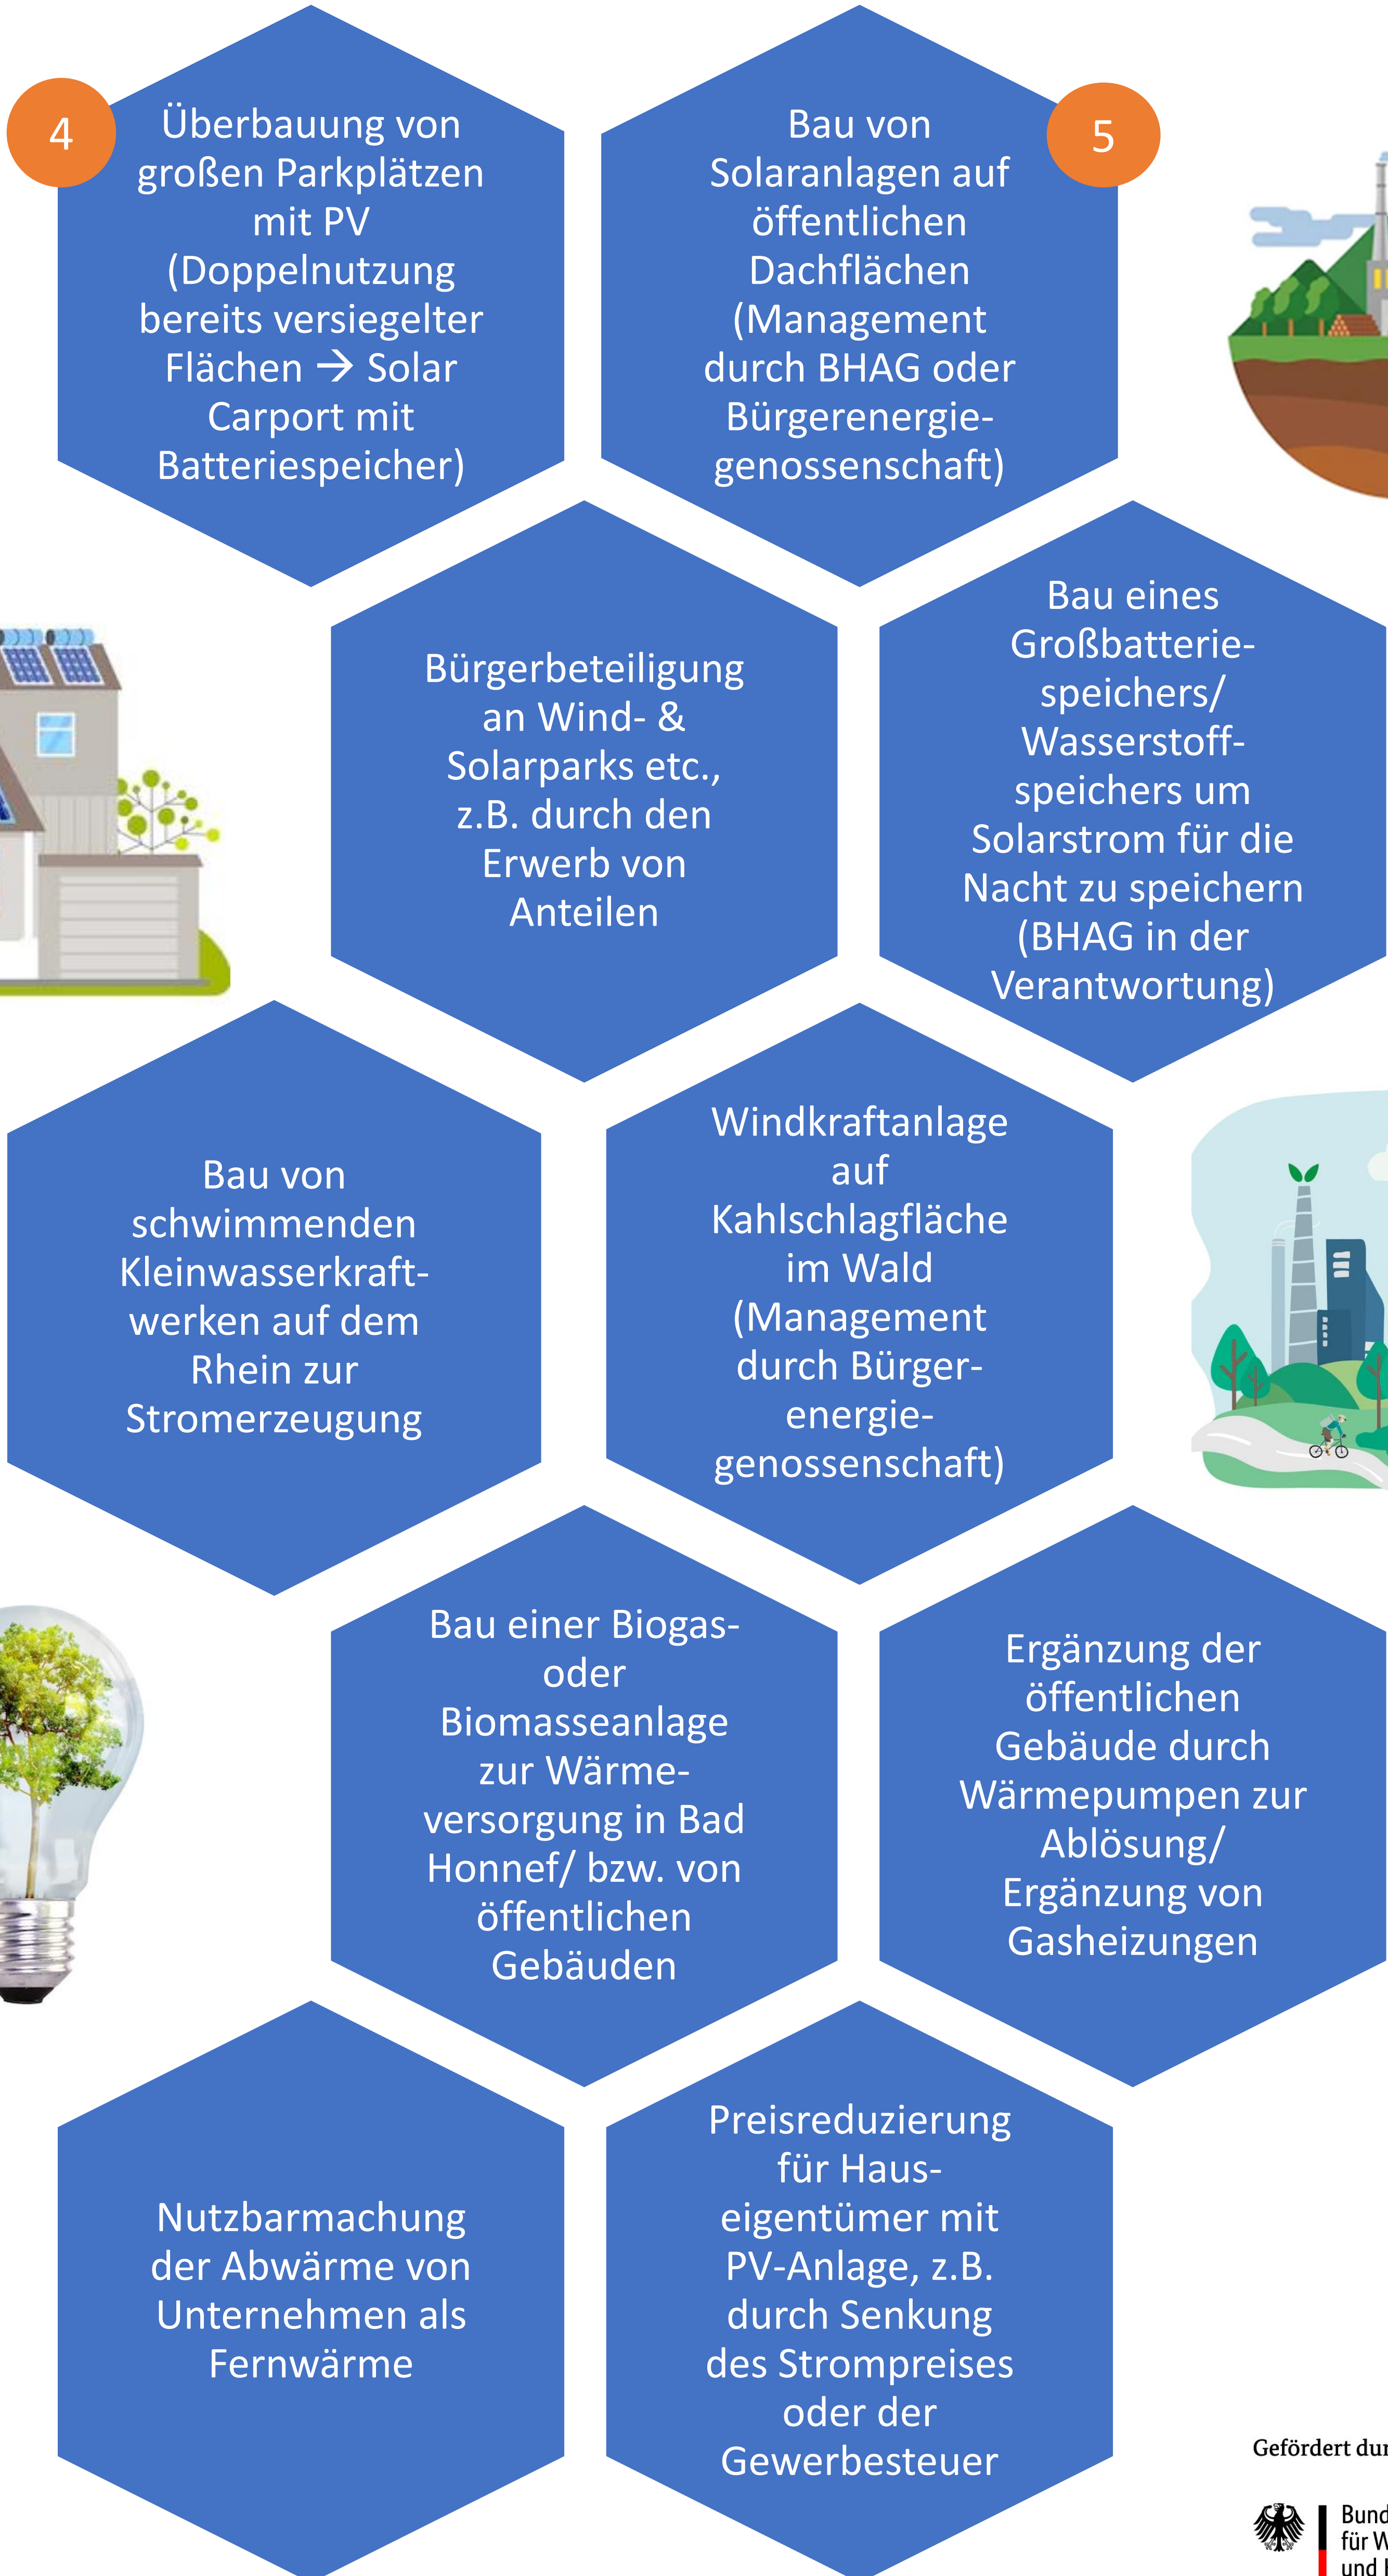 4
Überbauung von
großen Parkplätzen
mit PV
(Doppelnutzung
bereits versiegelter
Flächen → Solar
Carport mit
Batteriespeicher)
5
Bau von
Solaranlagen auf
öffentlichen
Dachflächen
(Management
durch BHAG oder
Bürgerenergie-
genossenschaft)
Bürgerbeteiligung
an Wind- &
Solarparks etc.,
z.B. durch den
Erwerb von
Anteilen
Bau eines
Großbatterie-
speichers/
Wasserstoff-
speichers um
Solarstrom für die
Nacht zu speichern
(BHAG in der
Verantwortung)
Bau von
schwimmenden
Kleinwasserkraft-
werken auf dem
Rhein zur
Stromerzeugung
Windkraftanlage
auf
Kahlschlagfläche
im Wald
(Management
durch Bürger-
energie-
genossenschaft)
Bau einer Biogas-
oder
Biomasseanlage
zur Wärme-
versorgung in Bad
Honnef/ bzw. von
öffentlichen
Gebäuden
Ergänzung der
öffentlichen
Gebäude durch
Wärmepumpen zur
Ablösung/
Ergänzung von
Gasheizungen
Nutzbarmachung
der Abwärme von
Unternehmen als
Fernwärme
Preisreduzierung
für Haus-
eigentümer mit
PV-Anlage, z.B.
durch Senkung
des Strompreises
oder der
Gewerbesteuer
Gefördert
für
und